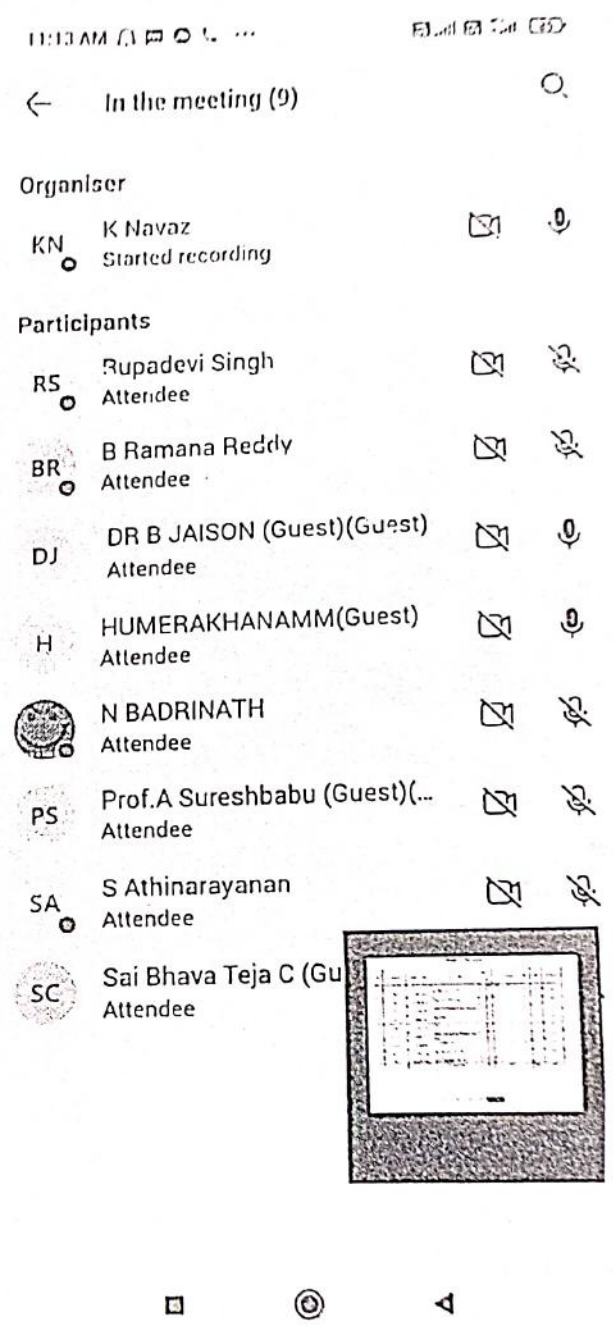 11:13 AM
In the meeting (9)
Organiser
KN
K Navaz
Started recording
Participants
RS
Rupadevi Singh
Attendee
BR
B Ramana Reddy
Attendee
DJ
DR B JAISON (Guest)(Guest)
Attendee
H
HUMERAKHANAMM(Guest)
Attendee
N BADRINATH
Attendee
PS
Prof.A Sureshbabu (Guest)(...
Attendee
SA
S Athinarayanan
Attendee
SC
Sai Bhava Teja C (Gu
Attendee